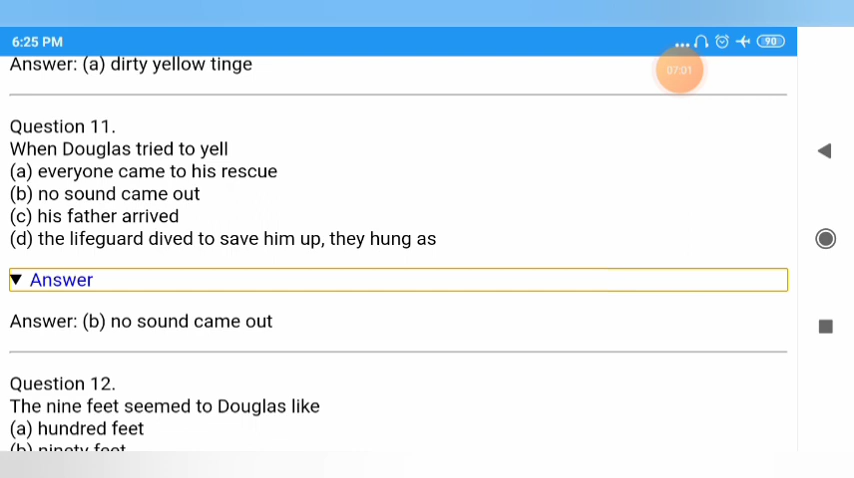 6:25 PM
90
Answer: (a) dirty yellow tinge
07:01
Question 11.
When Douglas tried to yell
(a) everyone came to his rescue
(b) no sound came out
(c) his father arrived
(d) the lifeguard dived to save him up, they hung as
Answer
Answer: (b) no sound came out
Question 12.
The nine feet seemed to Douglas like
(a) hundred feet
(b) ninety feet